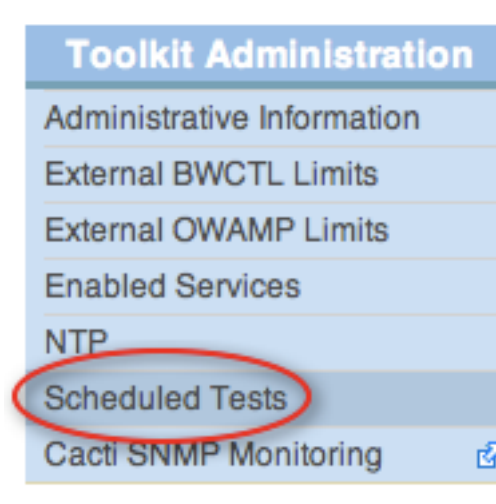 Toolkit Administration
Administrative Information
External BWCTL Limits
External OWAMP Limits
Enabled Services
NTP
Scheduled Tests
Cacti SNMP Monitoring